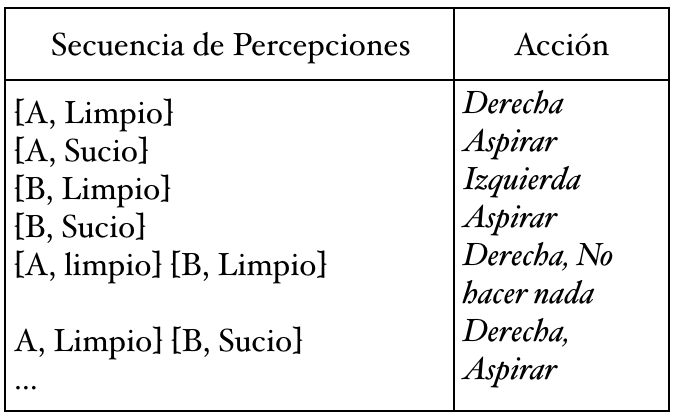 Secuencia de Percepciones Acción
[A, Limpio] Derecha
[A, Sucio] Aspirar
[B, Limpio] Izquierda
[B, Sucio] Aspirar
[A, limpio] [B, Limpio] Derecha, No
hacer nada
A, Limpio] [B, Sucio] Derecha,
... Aspirar